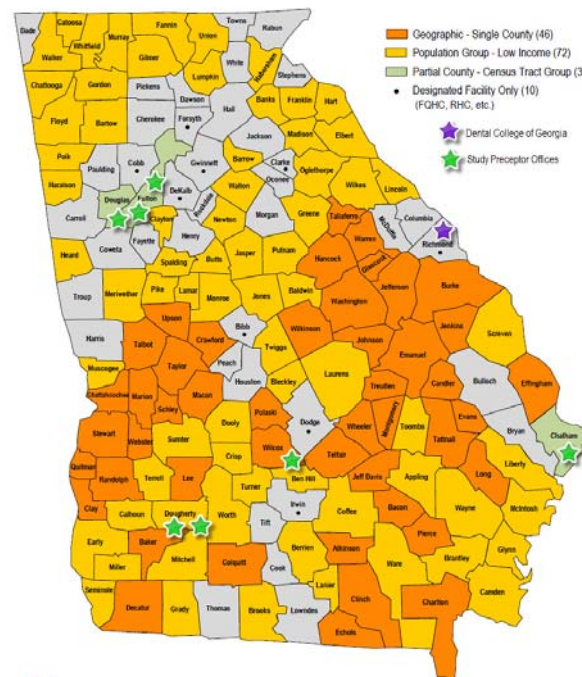 Geographic - Single County (46)
Population Group - Low Income (72)
Partial County - Census Tract Group (3
Designated Facility Only (10)
(FQHC, RHC, etc.)
Dental College of Georgia
Study Preceptor Offices
Dade
Catoosa
Walker
Whitfield
Murray
Fannin
Gilmer
Union
Towns
Rabun
White
Habersham
Lumpkin
Stephens
Chattooga
Gordon
Pickens
Dawson
Hall
Banks
Franklin
Hart
Floyd
Bartow
Cherokee
Forsyth
Jackson
Madison
Elbert
Polk
Paulding
Cobb
Gwinnett
Barrow
Clarke
Oconee
Oglethorpe
Wilkes
Lincoln
Haralson
Douglas
Fulton
DeKalb
Rockdale
Walton
Morgan
Greene
Taliaferro
McDuffie
Columbia
Richmond
Carroll
Coweta
Fayette
Clayton
Henry
Newton
Heard
Spalding
Butts
Jasper
Putnam
Hancock
Warren
Glascock
Jefferson
Burke
Troup
Meriwether
Pike
Lamar
Monroe
Jones
Baldwin
Washington
Harris
Upson
Talbot
Crawford
Bibb
Wilkinson
Johnson
Jenkins
Screven
Muscogee
Taylor
Peach
Twiggs
Laurens
Emanuel
Chattahoochee
Marion
Schley
Macon
Houston
Bleckley
Treutlen
Candler
Bulloch
Effingham
Stewart
Webster
Sumter
Dooly
Pulaski
Dodge
Wheeler
Montgomery
Toombs
Evans
Tattnall
Bryan
Chatham
Quitman
Randolph
Terrell
Lee
Crisp
Wilcox
Telfair
Jeff Davis
Appling
Long
Liberty
Clay
Calhoun
Dougherty
Worth
Turner
Ben Hill
Irwin
Coffee
Bacon
Wayne
McIntosh
Early
Baker
Mitchell
Tift
Berrien
Atkinson
Pierce
Ware
Brantley
Glynn
Miller
Colquitt
Cook
Lanier
Clinch
Charlton
Camden
Seminole
Decatur
Grady
Thomas
Brooks
Lowndes
Echols